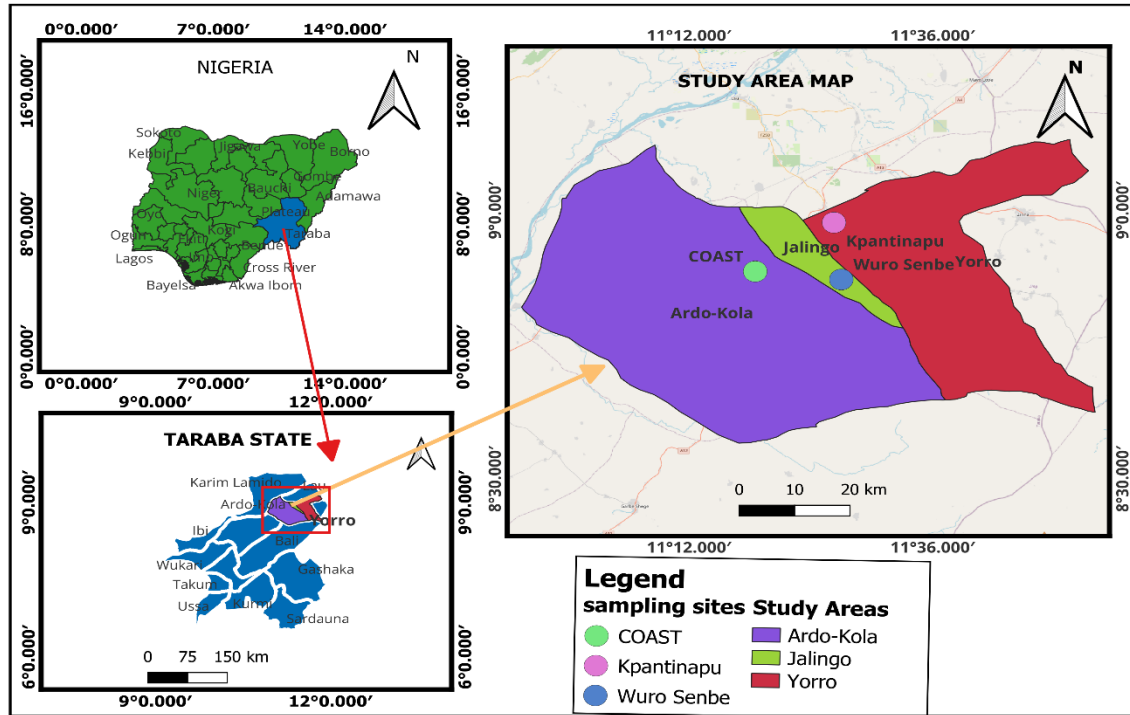 0°0.000′ 7°0.000′ 14°0.000′
NIGERIA
N
16°0.000′
8°0.000′
0°0.000′
16°0.000′
8°0.000′
0°0.000′
Sokoto
Kebbi
Jigawa
Yobe
Borno
Gombe
Bauchi
Adamawa
Niger
Plateau
Oyo
Kogi
Taraba
Ogun
Ekiti
Benue
Lagos
Imo
Cross River
Bayelsa
Akwa Ibom
0°0.000′ 7°0.000′ 14°0.000′
9°0.000′ 12°0.000′
TARABA STATE
9°0.000′
6°0.000′
9°0.000′
6°0.000′
Karim Lamido
Lau
Ardo-Kola
Yorro
Ibi
Bali
Wukari
Gashaka
Takum
Ussa
Kurmi
Sardauna
0 75 150 km
9°0.000′ 12°0.000′
11°12.000′ 11°36.000′
STUDY AREA MAP
N
9°0.000′
8°30.000′
9°0.000′
8°30.000′
Jalingo
Kpantinapu
COAST
Wuro Senbe
Yorro
Ardo-Kola
0 10 20 km
11°12.000′ 11°36.000′
Legend
sampling sites Study Areas
COAST Ardo-Kola
Kpantinapu Jalingo
Wuro Senbe Yorro